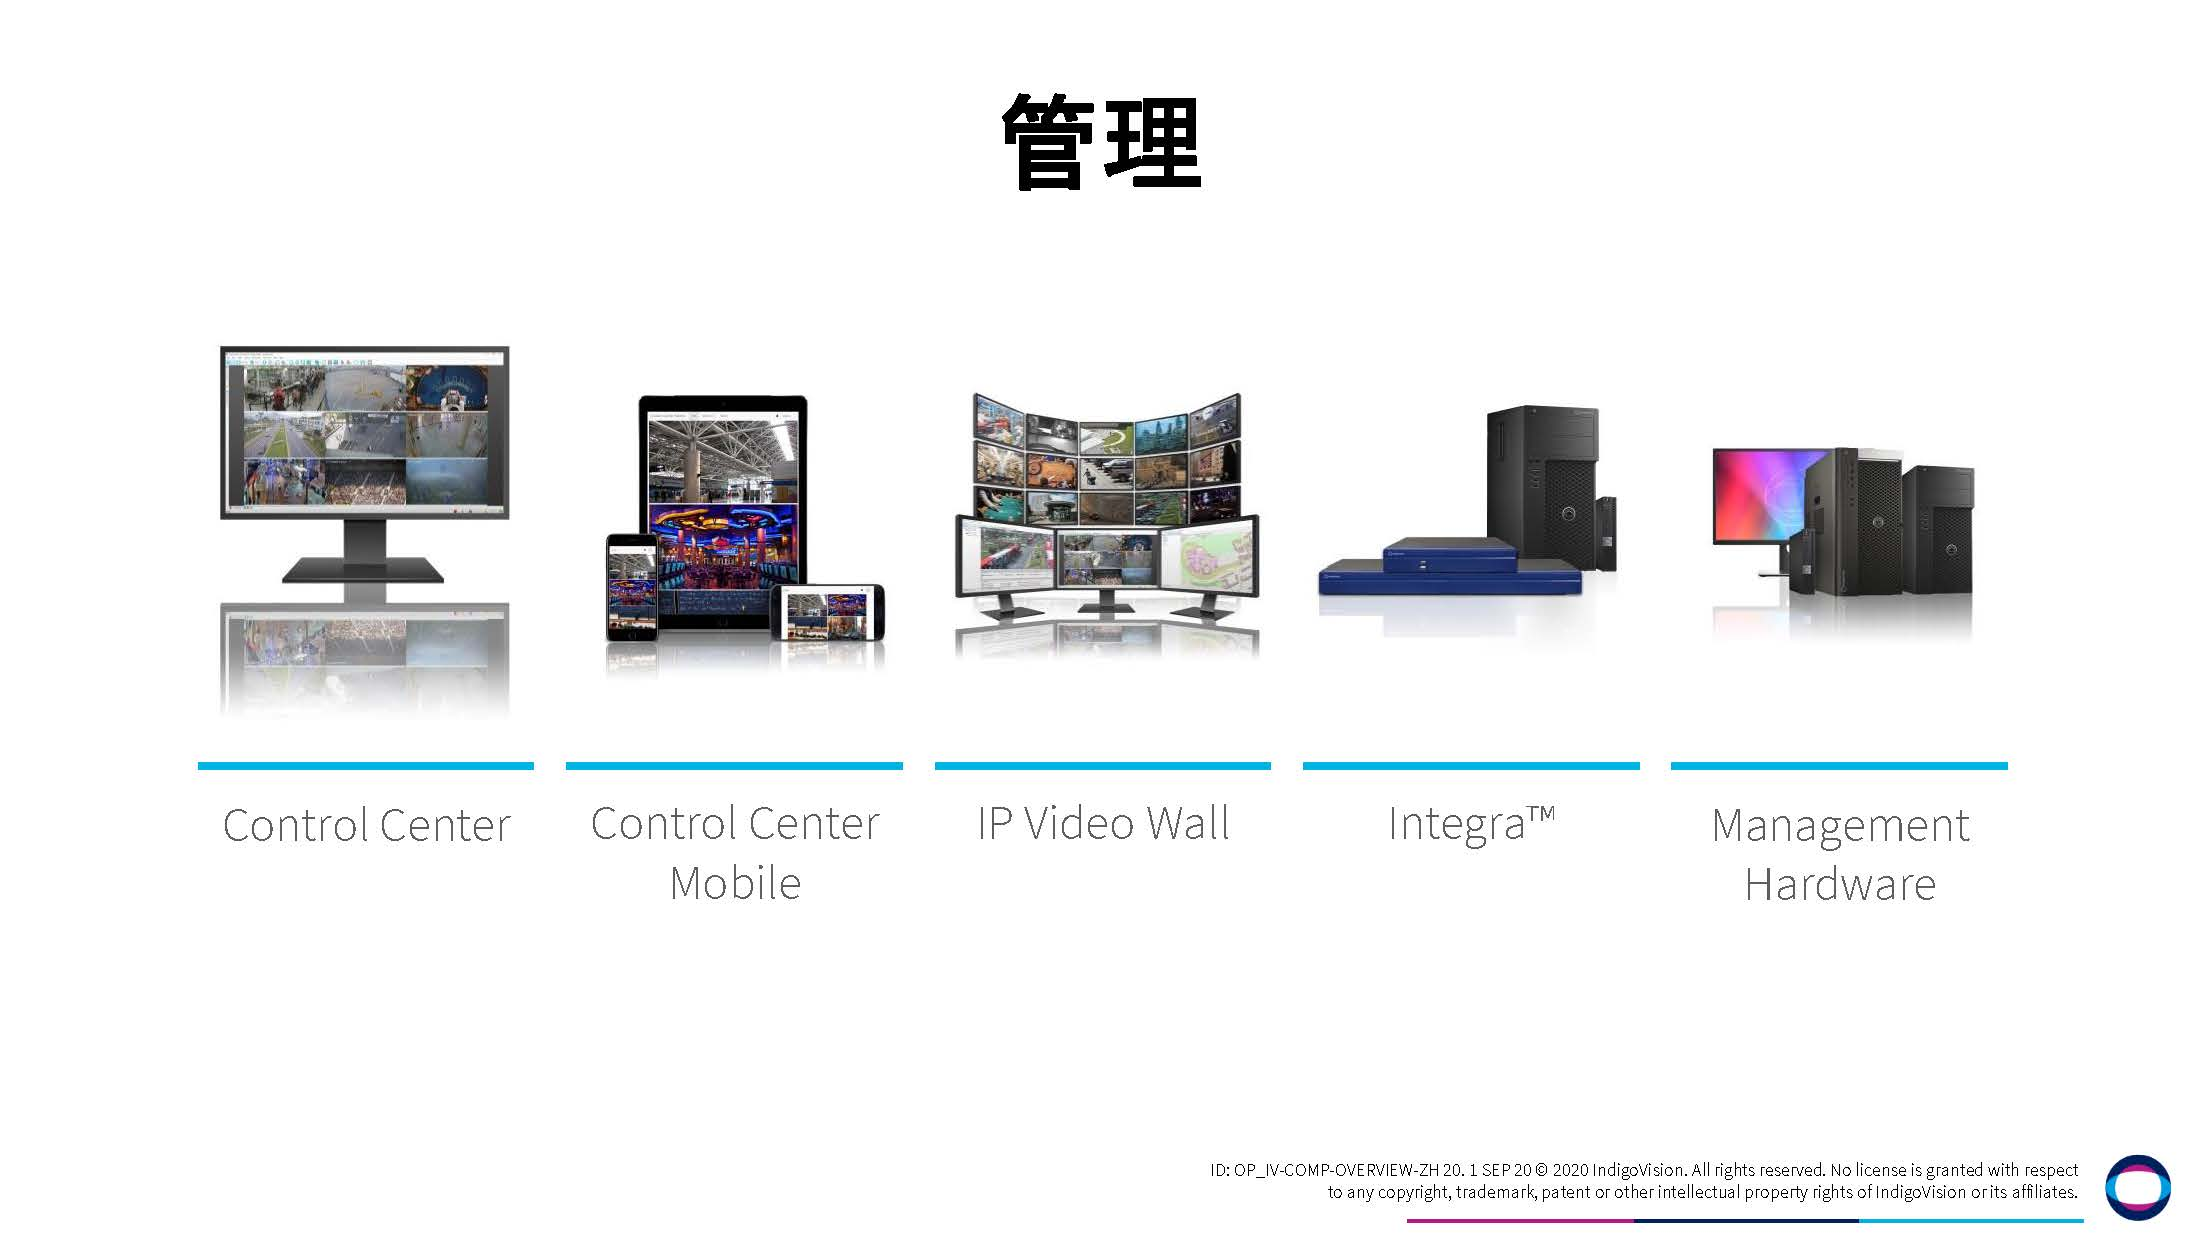 管理
Control Center
Control Center
Mobile
IP Video Wall
Integra™
Management
Hardware
ID: OP_IV-COMP-OVERVIEW-ZH 20. 1 SEP 20 © 2020 IndigoVision. All rights reserved. No license is granted with respect
to any copyright, trademark, patent or other intellectual property rights of IndigoVision or its affiliates.